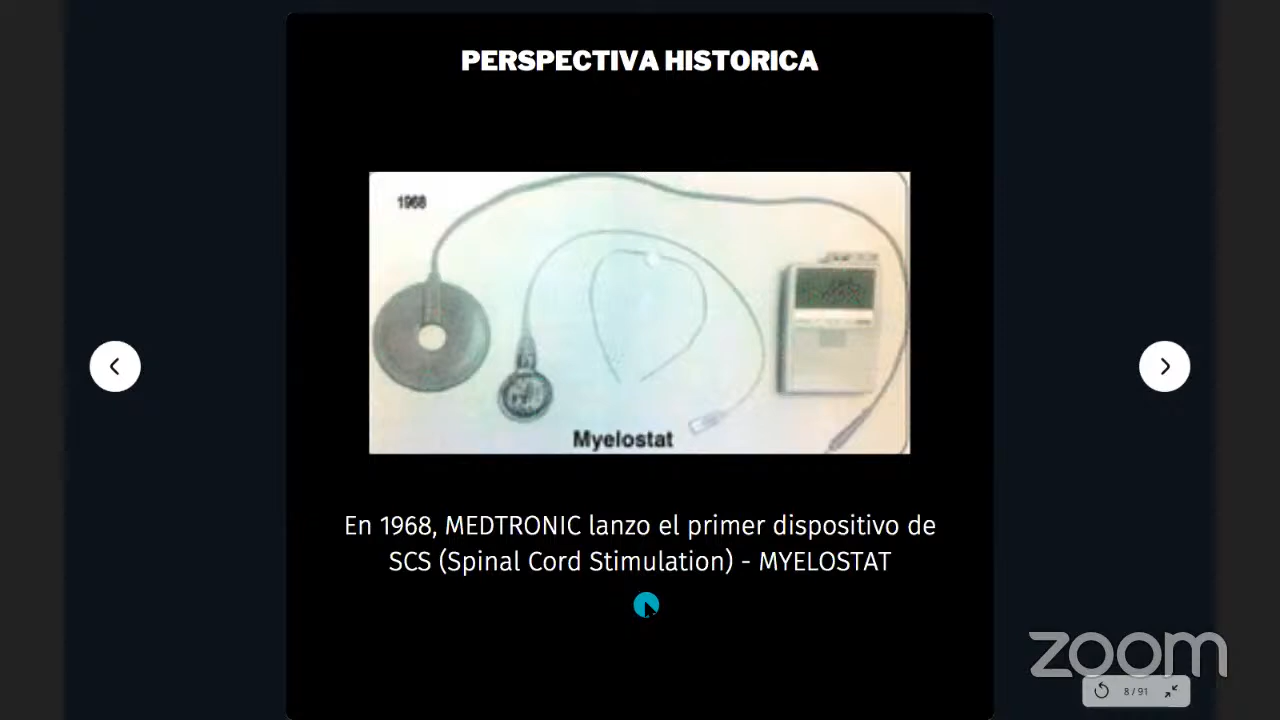 PERSPECTIVA HISTORICA
1968
Myelostat
En 1968, MEDTRONIC lanzo el primer dispositivo de
SCS (Spinal Cord Stimulation) - MYELOSTAT
zoom
8 / 91